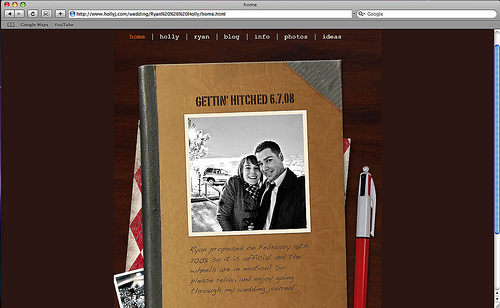 home
http://www.hollyj.com/wedding/Ryan%20%26%20Holly/home.html
Google
Google Maps YouTube
home | holly | ryan | blog | info | photos | ideas
GETTIN' HITCHED 6.7.08
Ryan proposed on February 16th
2008 so it is official and the
wheels are in motion! So
please relax, and enjoy going
through my wedding journal